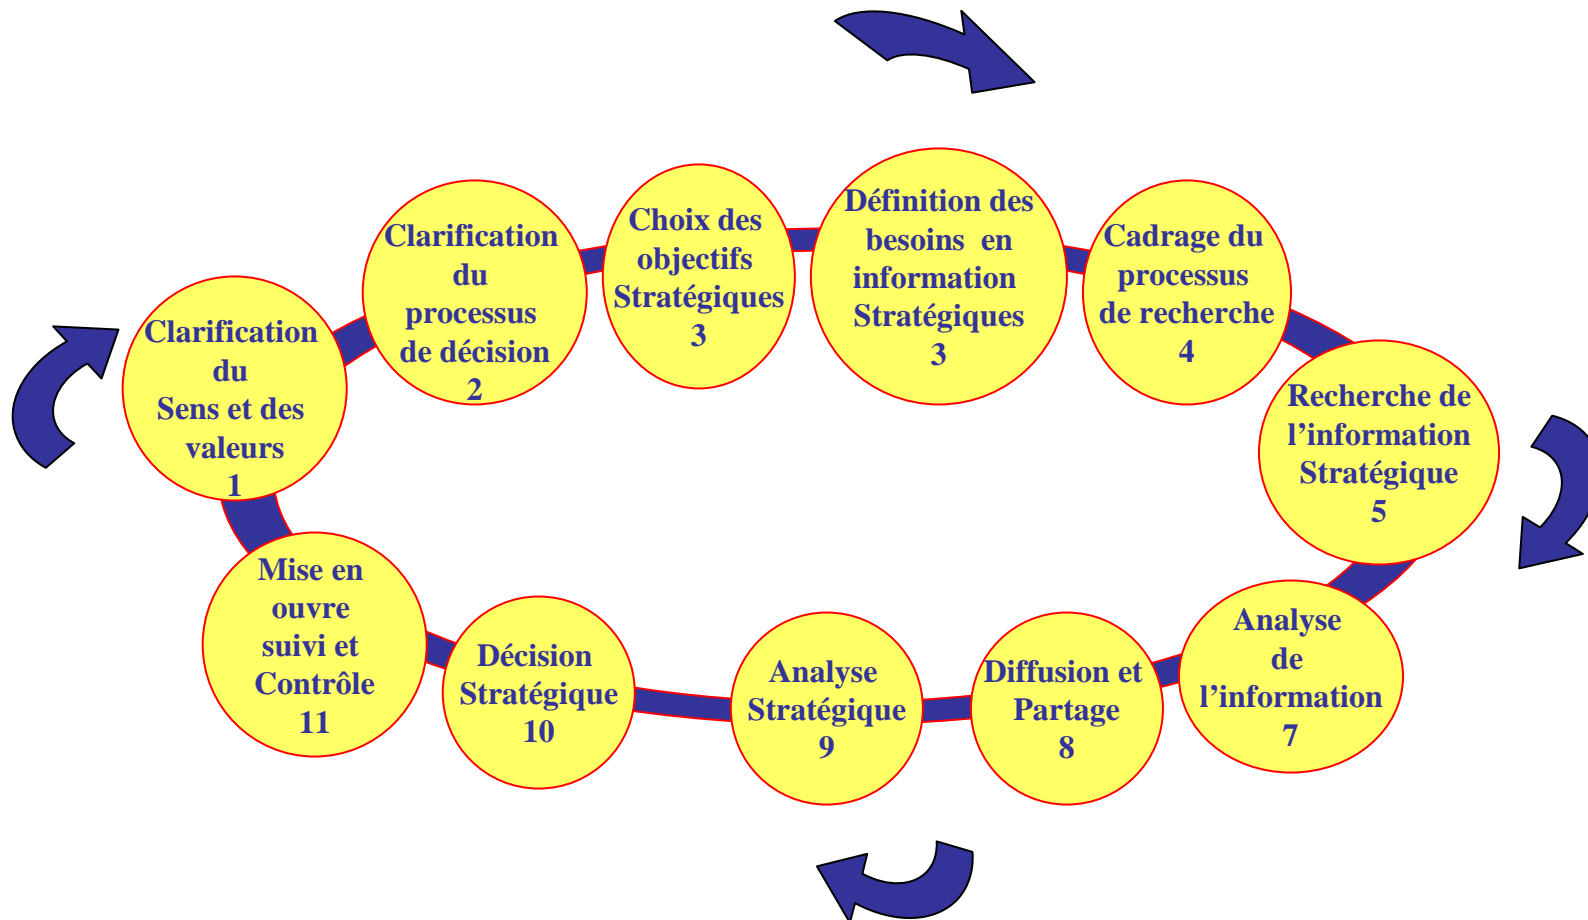 Clarification
du
Sens et des
valeurs
1
Clarification
du
processus
de décision
2
Choix des
objectifs
Stratégiques
3
Définition des
besoins  en
information
Stratégiques
3
Cadrage du
processus
de recherche
4
Recherche de
l’information
Stratégique
5
Analyse
de
l’information
7
Diffusion et
Partage
8
Analyse
Stratégique
9
Décision
Stratégique
10
Mise en
ouvre
suivi et
Contrôle
11